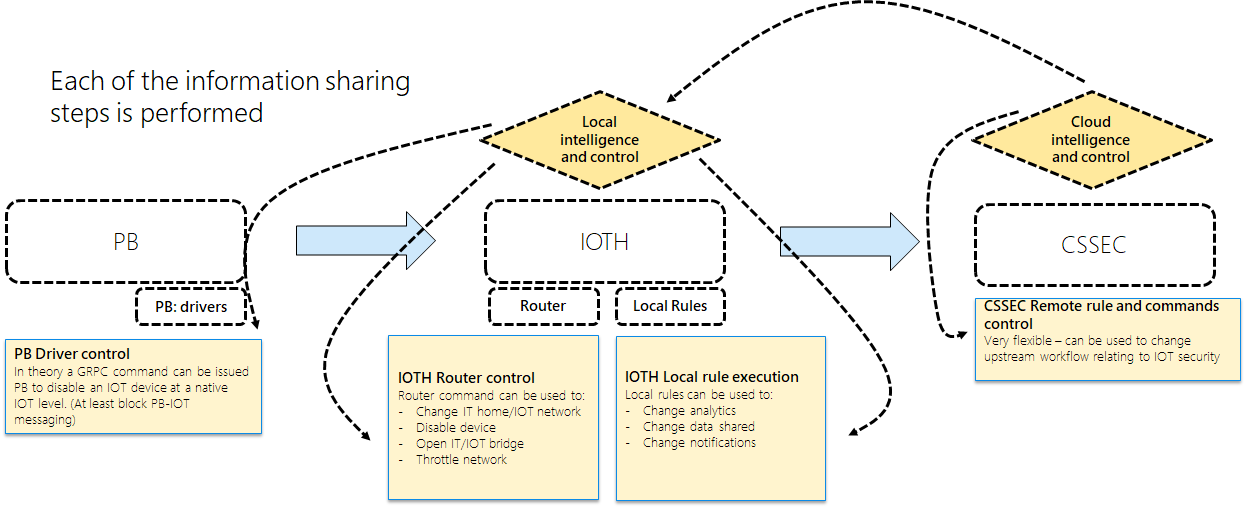 Each of the information sharing
steps is performed
Local
intelligence
and control
Cloud
intelligence
and control
PB
IOTH
CSSEC
PB: drivers
Router
Local Rules
PB Driver control
In theory a GRPC command can be issued
PB to disable an IOT device at a native
IOT level. (At least block PB-IOT
messaging)
IOTH Router control
Router command can be used to:
- Change IT home/IOT network
- Disable device
- Open IT/IOT bridge
- Throttle network
IOTH Local rule execution
Local rules can be used to:
- Change analytics
- Change data shared
- Change notifications
CSSEC Remote rule and commands
control
Very flexible – can be used to change
upstream workflow relating to IOT security